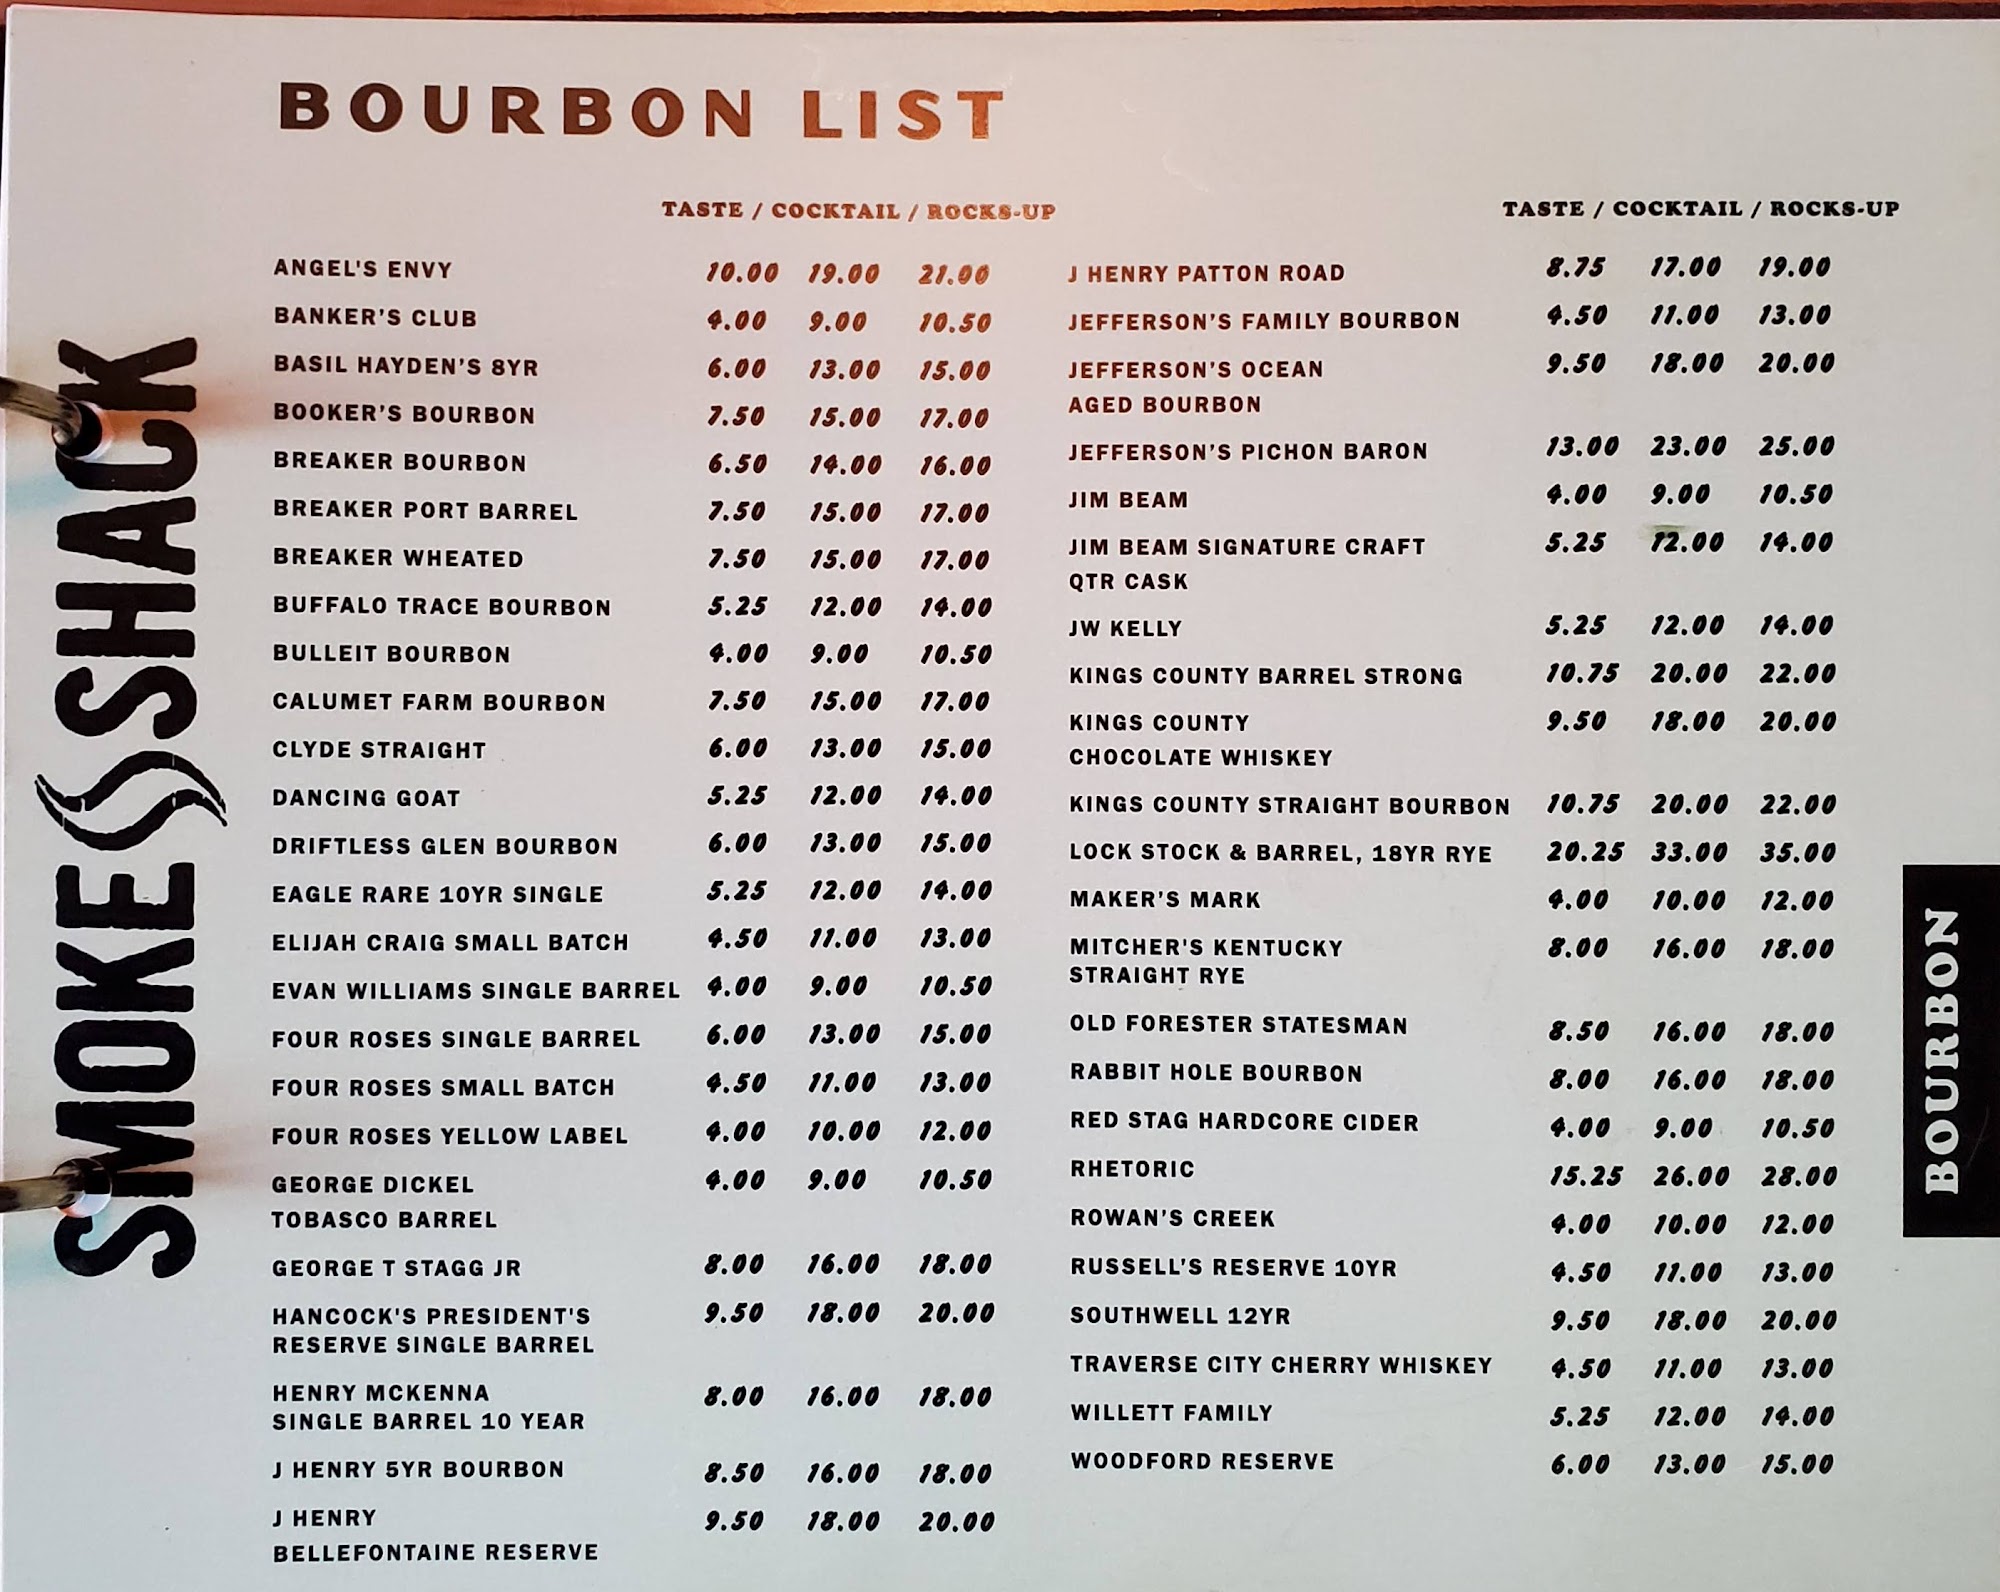 BOURBON LIST
SMOKE SHACK
TASTE / COCKTAIL / ROCKS-UP
ANGEL'S ENVY 10.00 19.00 21.00
BANKER'S CLUB 4.00 9.00 10.50
BASIL HAYDEN'S 8YR 6.00 13.00 15.00
BOOKER'S BOURBON 7.50 15.00 17.00
BREAKER BOURBON 6.50 14.00 16.00
BREAKER PORT BARREL 7.50 15.00 17.00
BREAKER WHEATED 7.50 15.00 17.00
BUFFALO TRACE BOURBON 5.25 12.00 14.00
BULLEIT BOURBON 4.00 9.00 10.50
CALUMET FARM BOURBON 7.50 15.00 17.00
CLYDE STRAIGHT 6.00 13.00 15.00
DANCING GOAT 5.25 12.00 14.00
DRIFTLESS GLEN BOURBON 6.00 13.00 15.00
EAGLE RARE 10YR SINGLE 5.25 12.00 14.00
ELIJAH CRAIG SMALL BATCH 4.50 11.00 13.00
EVAN WILLIAMS SINGLE BARREL 4.00 9.00 10.50
FOUR ROSES SINGLE BARREL 6.00 13.00 15.00
FOUR ROSES SMALL BATCH 4.50 11.00 13.00
FOUR ROSES YELLOW LABEL 4.00 10.00 12.00
GEORGE DICKEL 4.00 9.00 10.50
TOBASCO BARREL
GEORGE T STAGG JR 8.00 16.00 18.00
HANCOCK'S PRESIDENT'S 9.50 18.00 20.00
RESERVE SINGLE BARREL
HENRY MCKENNA 8.00 16.00 18.00
SINGLE BARREL 10 YEAR
J HENRY 5YR BOURBON 8.50 16.00 18.00
J HENRY 9.50 18.00 20.00
BELLEFONTAINE RESERVE
TASTE / COCKTAIL / ROCKS-UP
J HENRY PATTON ROAD 8.75 17.00 19.00
JEFFERSON'S FAMILY BOURBON 4.50 11.00 13.00
JEFFERSON'S OCEAN 9.50 18.00 20.00
AGED BOURBON
JEFFERSON'S PICHON BARON 13.00 23.00 25.00
JIM BEAM 4.00 9.00 10.50
JIM BEAM SIGNATURE CRAFT 5.25 12.00 14.00
QTR CASK
JW KELLY 5.25 12.00 14.00
KINGS COUNTY BARREL STRONG 10.75 20.00 22.00
KINGS COUNTY 9.50 18.00 20.00
CHOCOLATE WHISKEY
KINGS COUNTY STRAIGHT BOURBON 10.75 20.00 22.00
LOCK STOCK & BARREL, 18YR RYE 20.25 33.00 35.00
MAKER'S MARK 4.00 10.00 12.00
MITCHER'S KENTUCKY 8.00 16.00 18.00
STRAIGHT RYE
OLD FORESTER STATESMAN 8.50 16.00 18.00
RABBIT HOLE BOURBON 8.00 16.00 18.00
RED STAG HARDCORE CIDER 4.00 9.00 10.50
RHETORIC 15.25 26.00 28.00
ROWAN'S CREEK 4.00 10.00 12.00
RUSSELL'S RESERVE 10YR 4.50 11.00 13.00
SOUTHWELL 12YR 9.50 18.00 20.00
TRAVERSE CITY CHERRY WHISKEY 4.50 11.00 13.00
WILLETT FAMILY 5.25 12.00 14.00
WOODFORD RESERVE 6.00 13.00 15.00
BOURBON